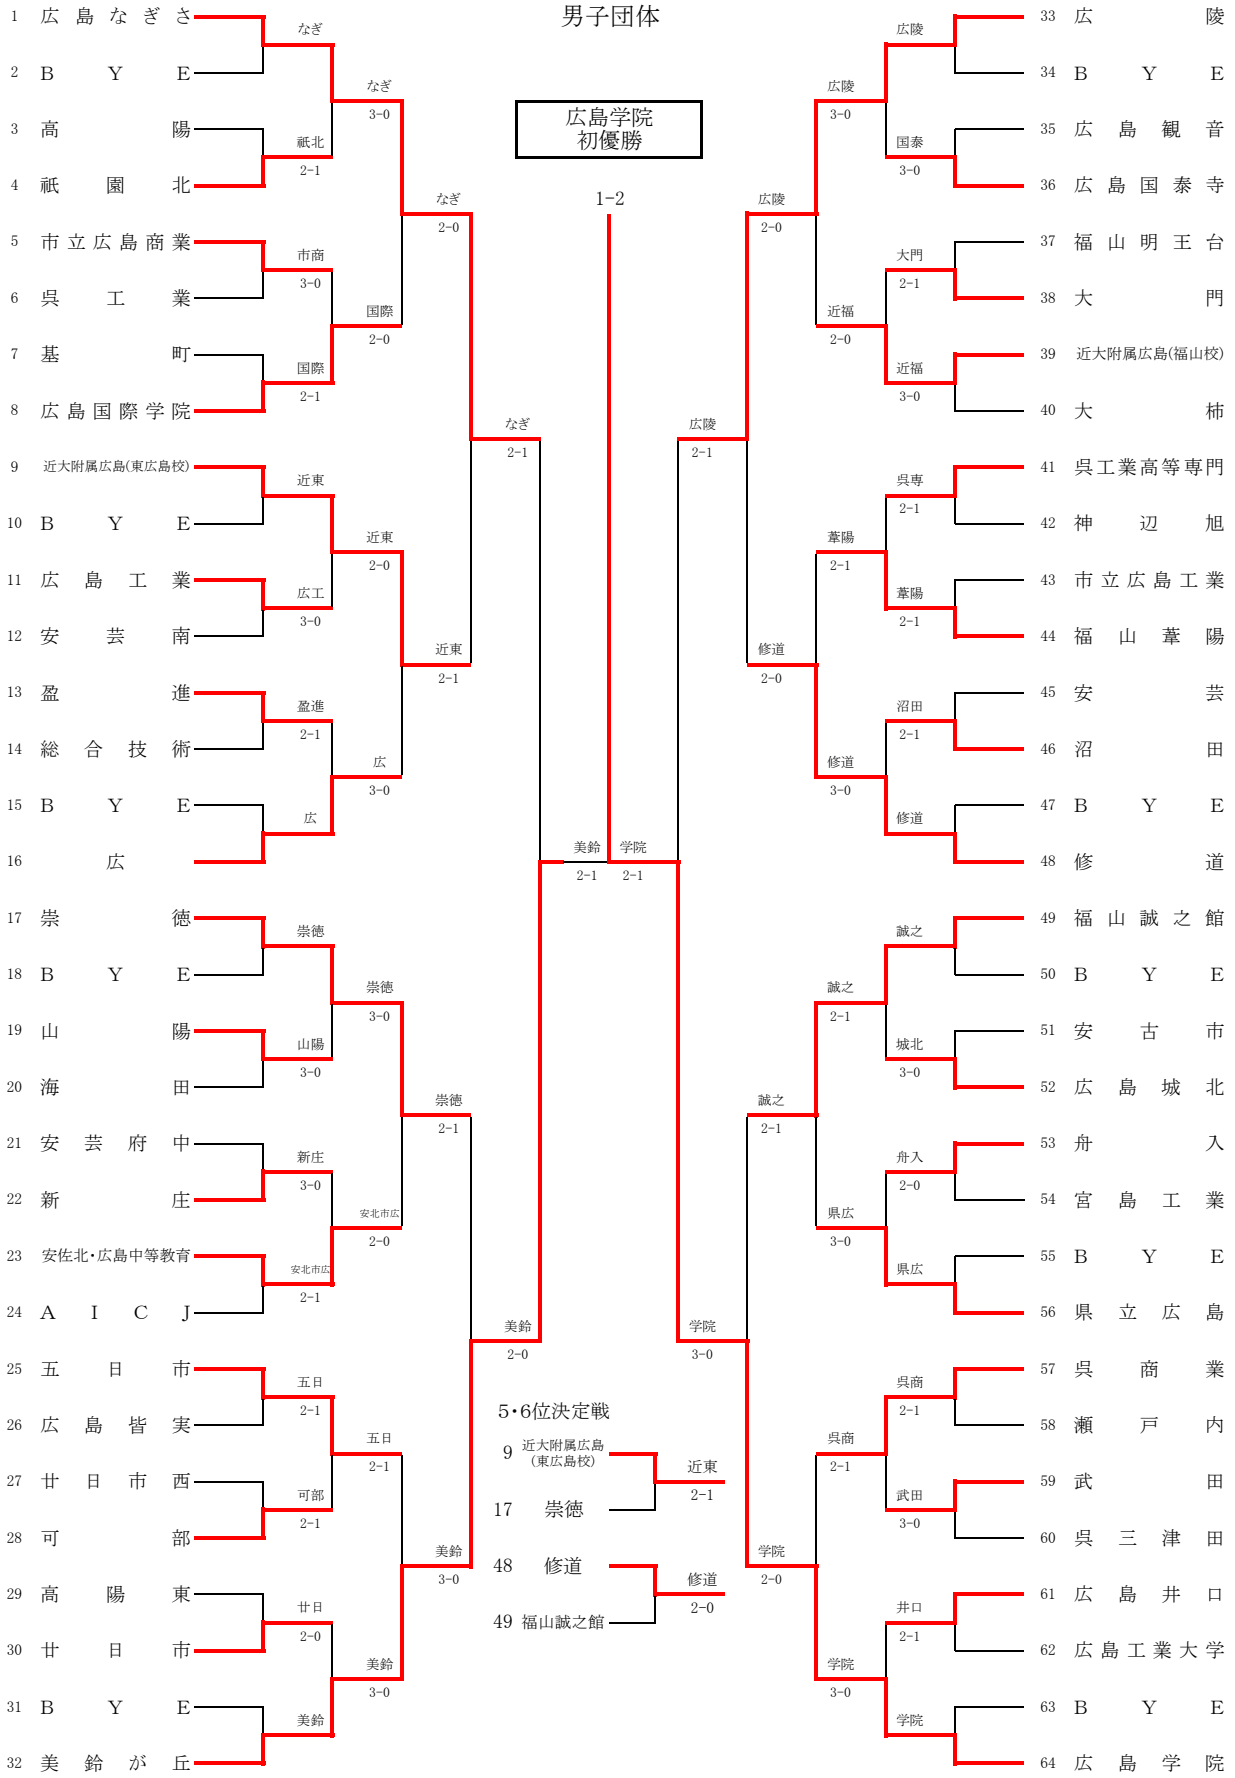 男子団体
広島学院
初優勝
1-2
1 広島なぎさ
2 BYE
3 高陽
4 祇園北
5 市立広島商業
6 呉工業
7 基町
8 広島国際学院
9 近大附属広島(東広島校)
10 BYE
11 広島工業
12 安芸南
13 盈進
14 総合技術
15 BYE
16 広
17 崇徳
18 BYE
19 山陽
20 海田
21 安芸府中
22 新庄
23 安佐北・広島中等教育
24 AICJ
25 五日市
26 広島皆実
27 廿日市西
28 可部
29 高陽東
30 廿日市
31 BYE
32 美鈴が丘
なぎ
祇北
2-1
市商
3-0
国際
2-1
近東
広工
3-0
盈進
2-1
広
崇徳
山陽
3-0
新庄
3-0
安北市広
2-1
五日
2-1
可部
2-1
廿日
2-0
美鈴
なぎ
3-0
国際
2-0
近東
2-0
広
3-0
崇徳
3-0
安北市広
2-0
五日
2-1
美鈴
3-0
なぎ
2-0
近東
2-1
崇徳
2-1
美鈴
3-0
なぎ
2-1
美鈴
2-0
美鈴
2-1
学院
2-1
広陵
2-1
学院
3-0
広陵
2-0
修道
2-0
誠之
2-1
学院
2-0
広陵
3-0
近福
2-0
葦陽
2-1
修道
3-0
誠之
2-1
県広
3-0
呉商
2-1
学院
3-0
広陵
国泰
3-0
大門
2-1
近福
3-0
呉専
2-1
葦陽
2-1
沼田
2-1
修道
誠之
城北
3-0
舟入
2-0
県広
呉商
2-1
武田
3-0
井口
2-1
学院
33 広陵
34 BYE
35 広島観音
36 広島国泰寺
37 福山明王台
38 大門
39 近大附属広島(福山校)
40 大柿
41 呉工業高等専門
42 神辺旭
43 市立広島工業
44 福山葦陽
45 安芸
46 沼田
47 BYE
48 修道
49 福山誠之館
50 BYE
51 安古市
52 広島城北
53 舟入
54 宮島工業
55 BYE
56 県立広島
57 呉商業
58 瀬戸内
59 武田
60 呉三津田
61 広島井口
62 広島工業大学
63 BYE
64 広島学院
5・6位決定戦
9 近大附属広島
(東広島校)
近東
2-1
17 崇徳
48 修道
修道
2-0
49 福山誠之館